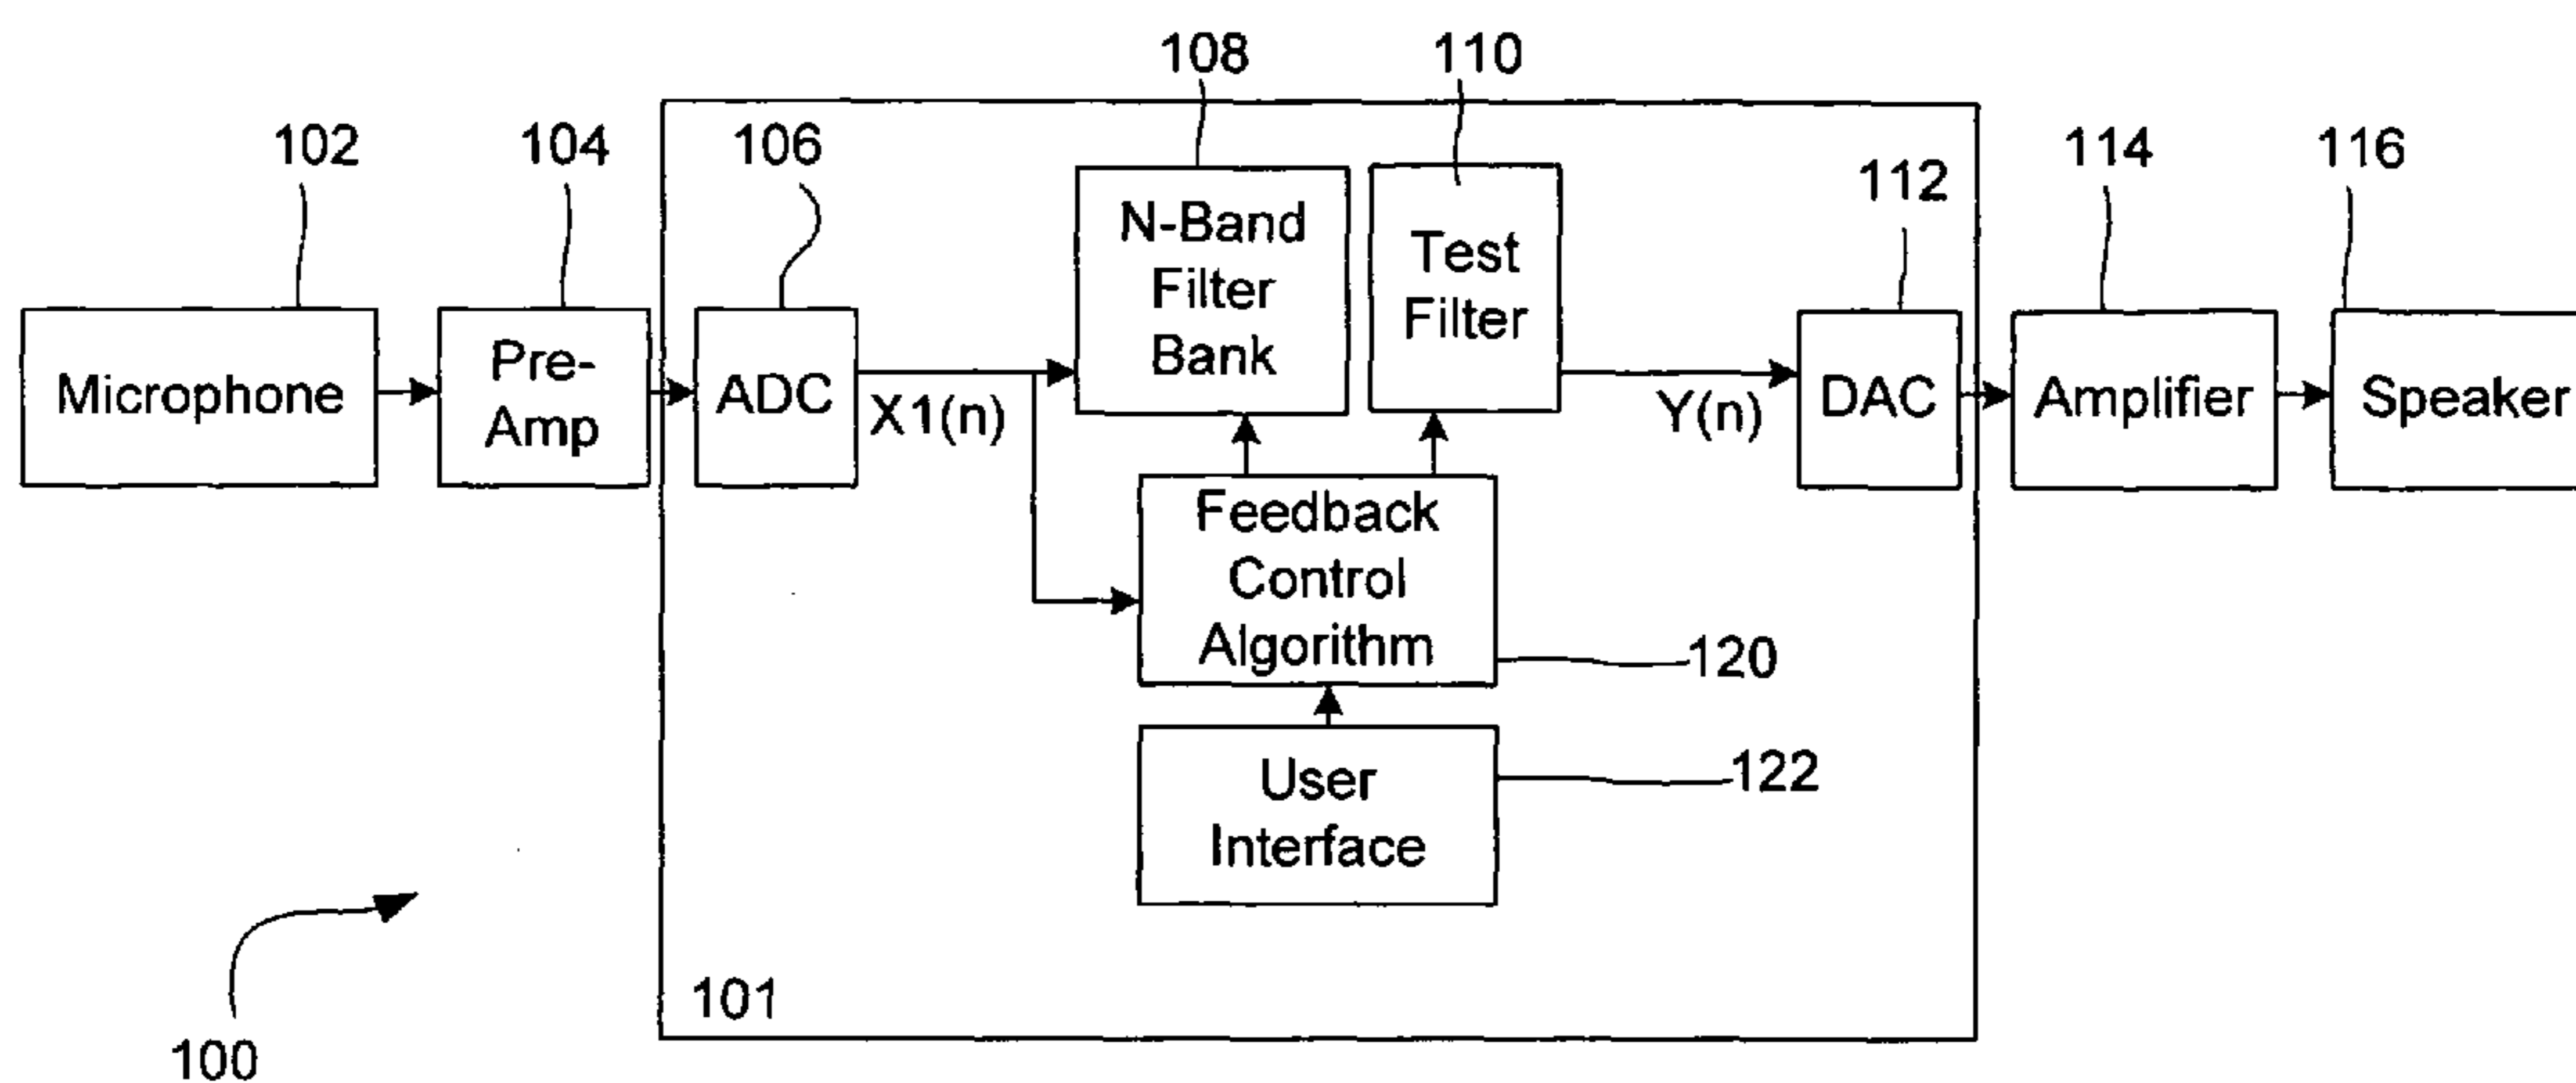 108
110
102
104
106
112
114
116
N-Band
Filter
Bank
Test
Filter
Microphone
Pre-
Amp
ADC
X1(n)
Y(n)
DAC
Amplifier
Speaker
Feedback
Control
Algorithm
120
User
Interface
122
101
100